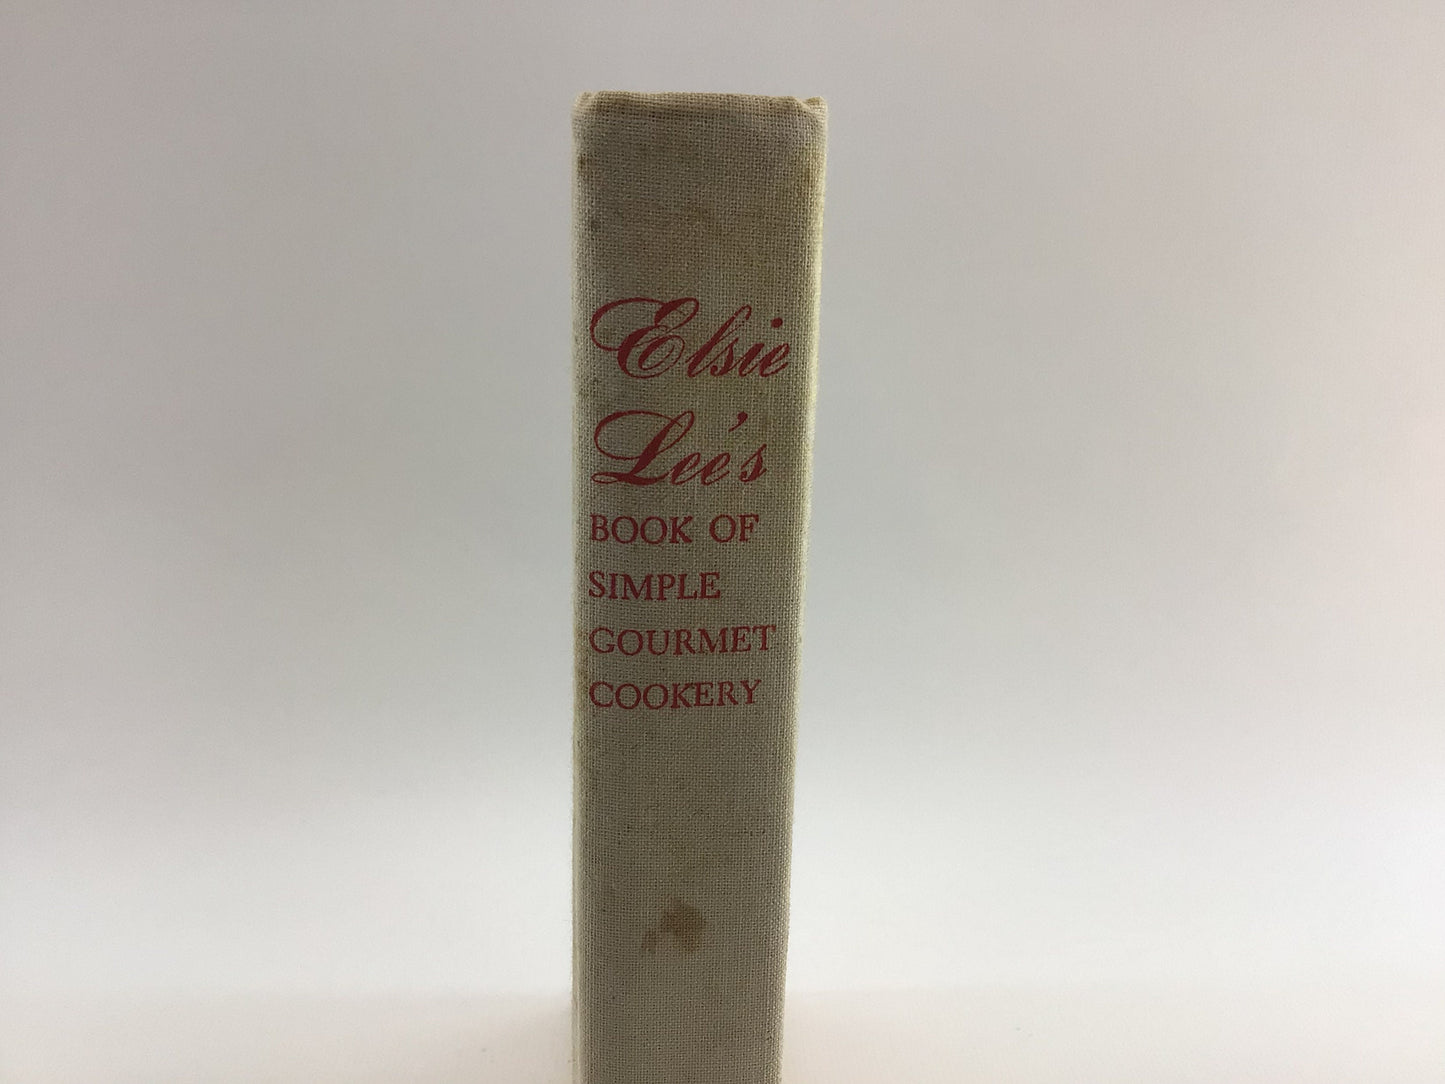 Elsie
Lee's
BOOK OF
SIMPLE
GOURMET
COOKERY